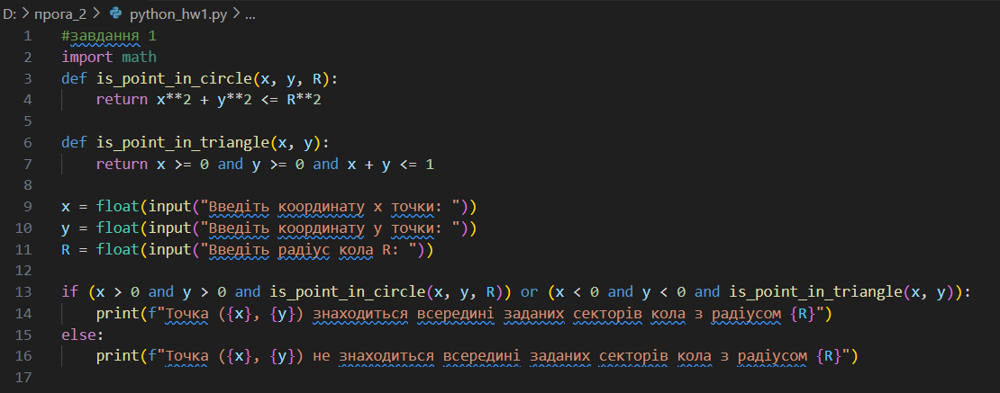 D: > прога_2 > python_hw1.py > ...
1 #завдання 1
2 import math
3 def is_point_in_circle(x, y, R):
4     return x**2 + y**2 <= R**2
5
6 def is_point_in_triangle(x, y):
7     return x >= 0 and y >= 0 and x + y <= 1
8
9 x = float(input("Введіть координату x точки: "))
10 y = float(input("Введіть координату y точки: "))
11 R = float(input("Введіть радіус кола R: "))
12
13 if (x > 0 and y > 0 and is_point_in_circle(x, y, R)) or (x < 0 and y < 0 and is_point_in_triangle(x, y)):
14     print(f"Точка ({x}, {y}) знаходиться всередині заданих секторів кола з радіусом {R}")
15 else:
16     print(f"Точка ({x}, {y}) не знаходиться всередині заданих секторів кола з радіусом {R}")
17